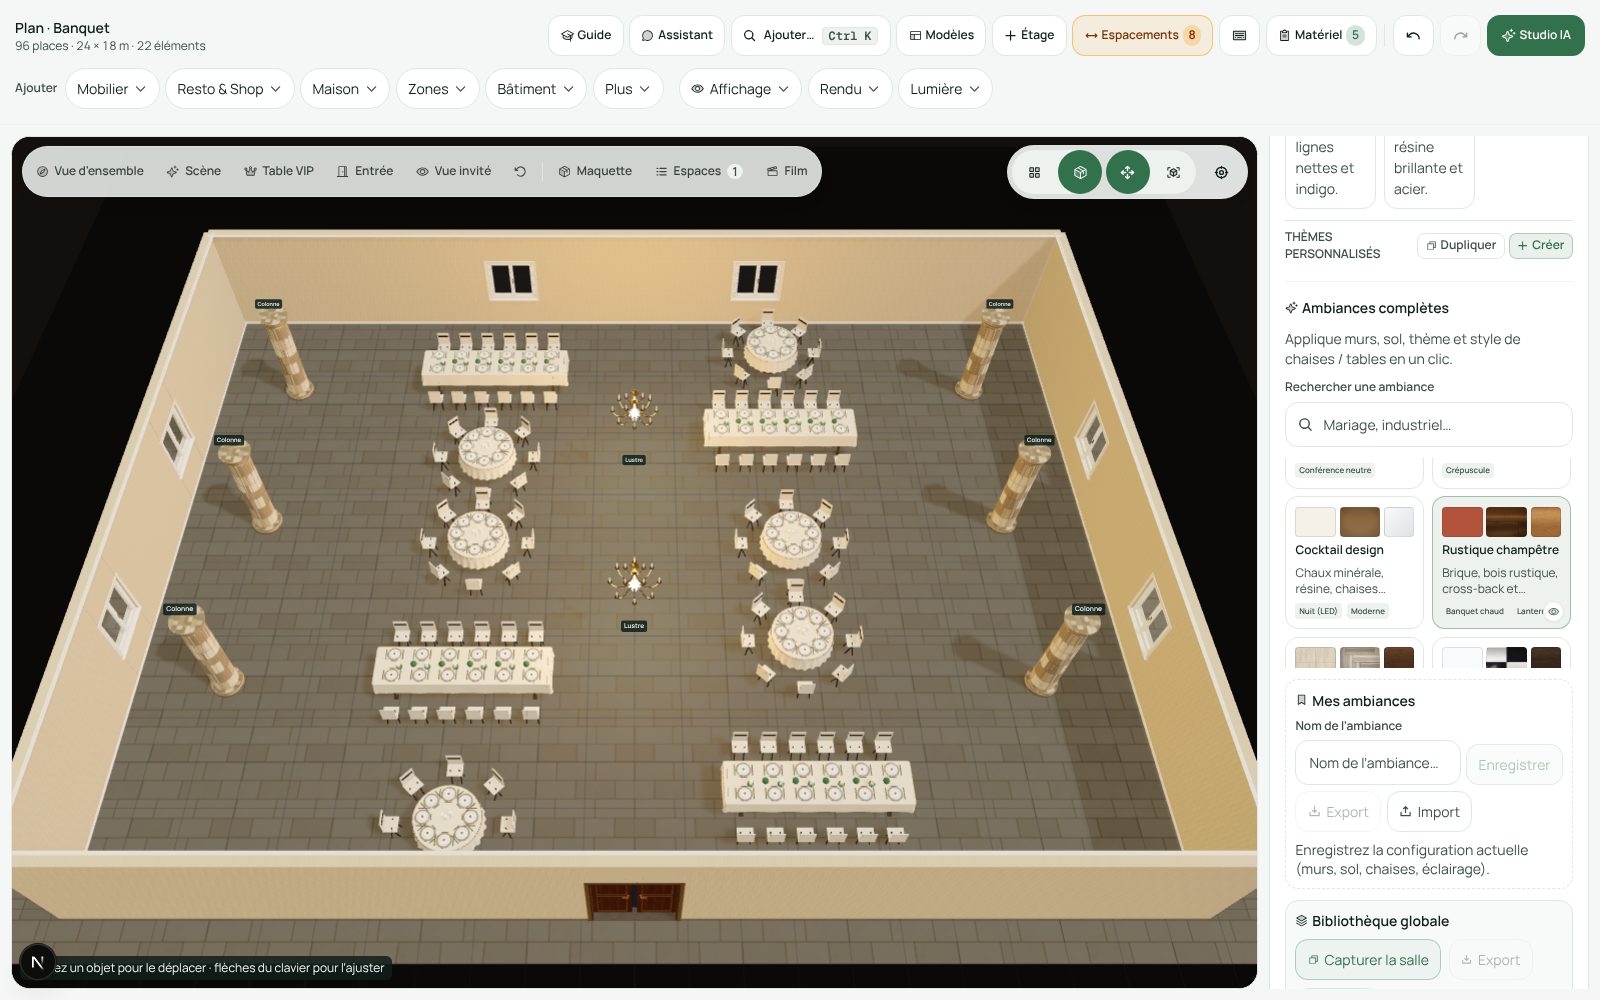 Plan · Banquet
96 places · 24 × 18 m · 22 éléments
Guide
Assistant
Ajouter... Ctrl K
Modèles
Étage
Espacements 8
Matériel 5
Studio IA
Ajouter
Mobilier
Resto & Shop
Maison
Zones
Bâtiment
Plus
Affichage
Rendu
Lumière
Vue d'ensemble
Scène
Table VIP
Entrée
Vue invité
Maquette
Espaces 1
Film
Colonne
Colonne
Colonne
Colonne
Lustre
Colonne
Colonne
Lustre
N
ez un objet pour le déplacer · flèches du clavier pour l'ajuster
lignes
nettes et
indigo.
résine
brillante et
acier.
THÈMES
PERSONNALISÉS
Dupliquer
Créer
Ambiances complètes
Applique murs, sol, thème et style de
chaises / tables en un clic.
Rechercher une ambiance
Mariage, industriel...
Conférence neutre
Crépuscule
Cocktail design
Chaux minérale,
résine, chaises...
Nuit (LED)
Moderne
Rustique champêtre
Brique, bois rustique,
cross-back et...
Banquet chaud
Lantern
Mes ambiances
Nom de l'ambiance
Nom de l'ambiance...
Enregistrer
Export
Import
Enregistrez la configuration actuelle
(murs, sol, chaises, éclairage).
Bibliothèque globale
Capturer la salle
Export